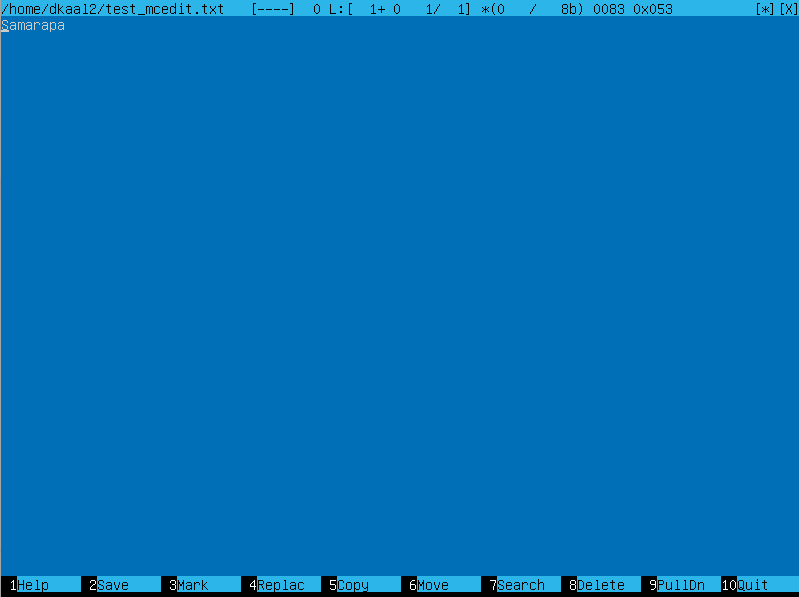 /home/dkaal2/test_mcedit.txt   [----]  0 L:[  1+ 0   1/  1] *(0   /   8b) 0083 0x053          [*][X]
Samarapa
1Help 2Save 3Mark 4Replac 5Copy 6Move 7Search 8Delete 9PullDn 10Quit